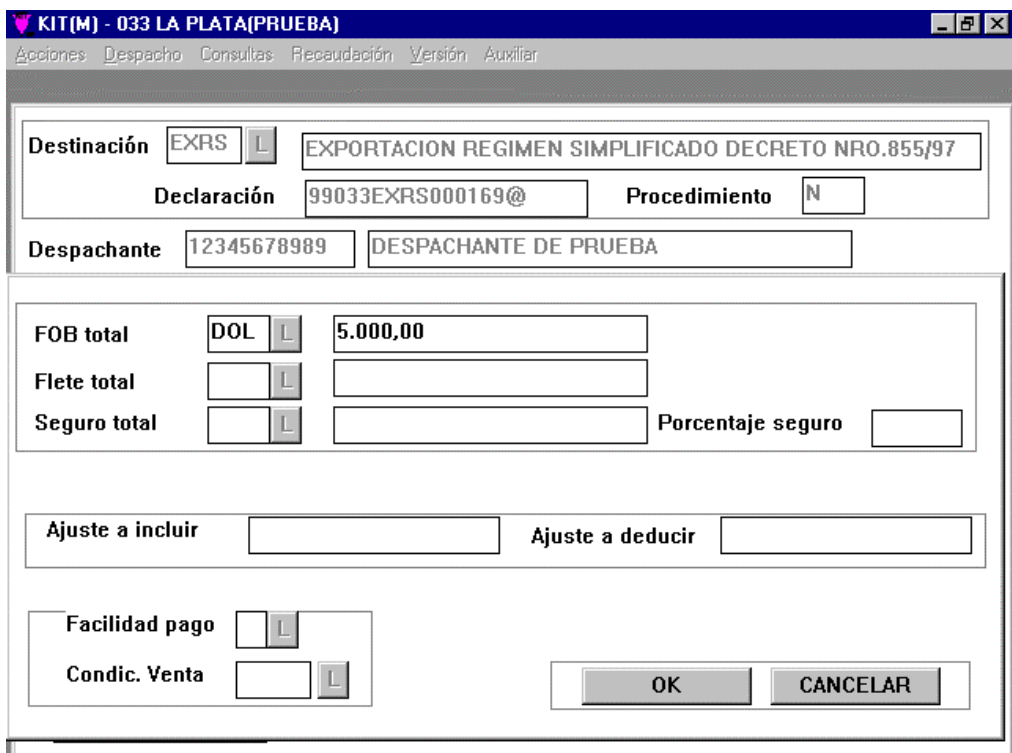 KIT(M) - 033 LA PLATA(PRUEBA)
Acciones Despacho Consultas Recaudación Versión Auxiliar
Destinación EXRS L EXPORTACION REGIMEN SIMPLIFICADO DECRETO NRO.855/97
Declaración 99033EXRS000169@ Procedimiento N
Despachante 12345678989 DESPACHANTE DE PRUEBA
FOB total DOL L 5.000,00
Flete total L
Seguro total L Porcentaje seguro
Ajuste a incluir Ajuste a deducir
Facilidad pago L
Condic. Venta L OK CANCELAR